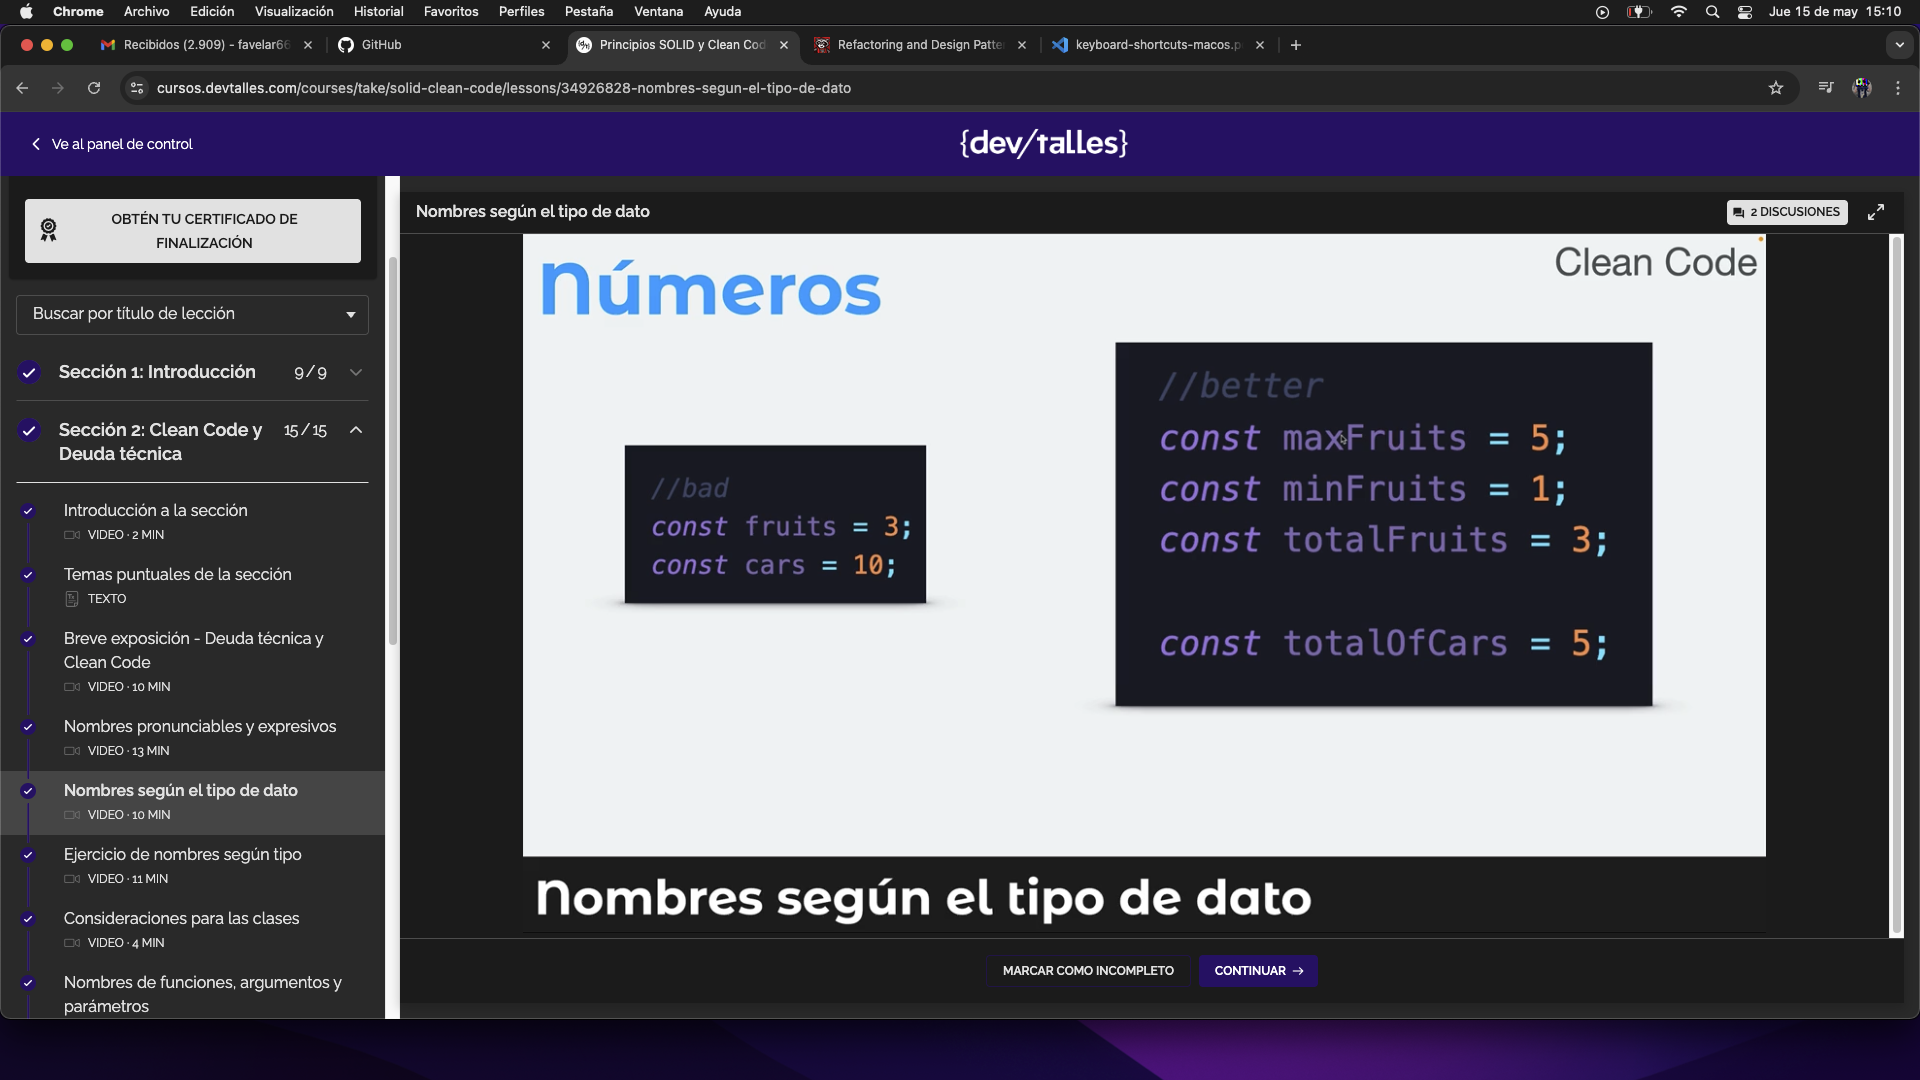 Chrome Archivo Edición Visualización Historial Favoritos Perfiles Pestaña Ventana Ayuda Jue 15 de may 15:10
Recibidos (2.909) - favelar66 GitHub Principios SOLID y Clean Cod Refactoring and Design Patte keyboard-shortcuts-macos.p
cursos.devtalles.com/courses/take/solid-clean-code/lessons/34926828-nombres-segun-el-tipo-de-dato
Ve al panel de control
{dev/talles}
OBTÉN TU CERTIFICADO DE
FINALIZACIÓN
Buscar por título de lección
Sección 1: Introducción 9/9
Sección 2: Clean Code y 15/15
Deuda técnica
Introducción a la sección
VIDEO · 2 MIN
Temas puntuales de la sección
TEXTO
Breve exposición - Deuda técnica y
Clean Code
VIDEO · 10 MIN
Nombres pronunciables y expresivos
VIDEO · 13 MIN
Nombres según el tipo de dato
VIDEO · 10 MIN
Ejercicio de nombres según tipo
VIDEO · 11 MIN
Consideraciones para las clases
VIDEO · 4 MIN
Nombres de funciones, argumentos y
parámetros
Nombres según el tipo de dato
2 DISCUSIONES
Números
Clean Code
//bad
const fruits = 3;
const cars = 10;
//better
const maxFruits = 5;
const minFruits = 1;
const totalFruits = 3;
const totalOfCars = 5;
Nombres según el tipo de dato
MARCAR COMO INCOMPLETO
CONTINUAR →